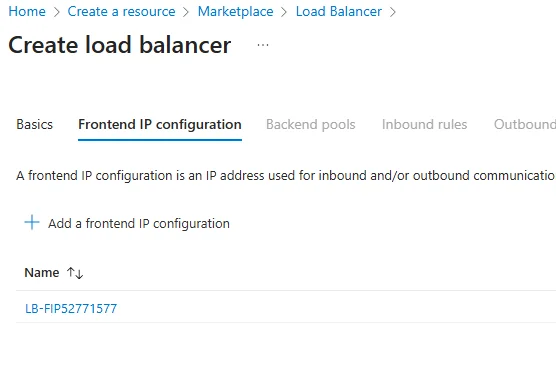 Home > Create a resource > Marketplace > Load Balancer >
Create load balancer ...
Basics Frontend IP configuration Backend pools Inbound rules Outbound
A frontend IP configuration is an IP address used for inbound and/or outbound communicatio
+ Add a frontend IP configuration
Name ↑↓
LB-FIP52771577